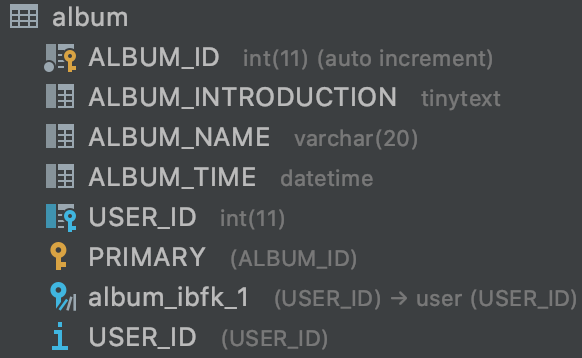 album
ALBUM_ID int(11) (auto increment)
ALBUM_INTRODUCTION tinytext
ALBUM_NAME varchar(20)
ALBUM_TIME datetime
USER_ID int(11)
PRIMARY (ALBUM_ID)
album_ibfk_1 (USER_ID) → user (USER_ID)
USER_ID (USER_ID)